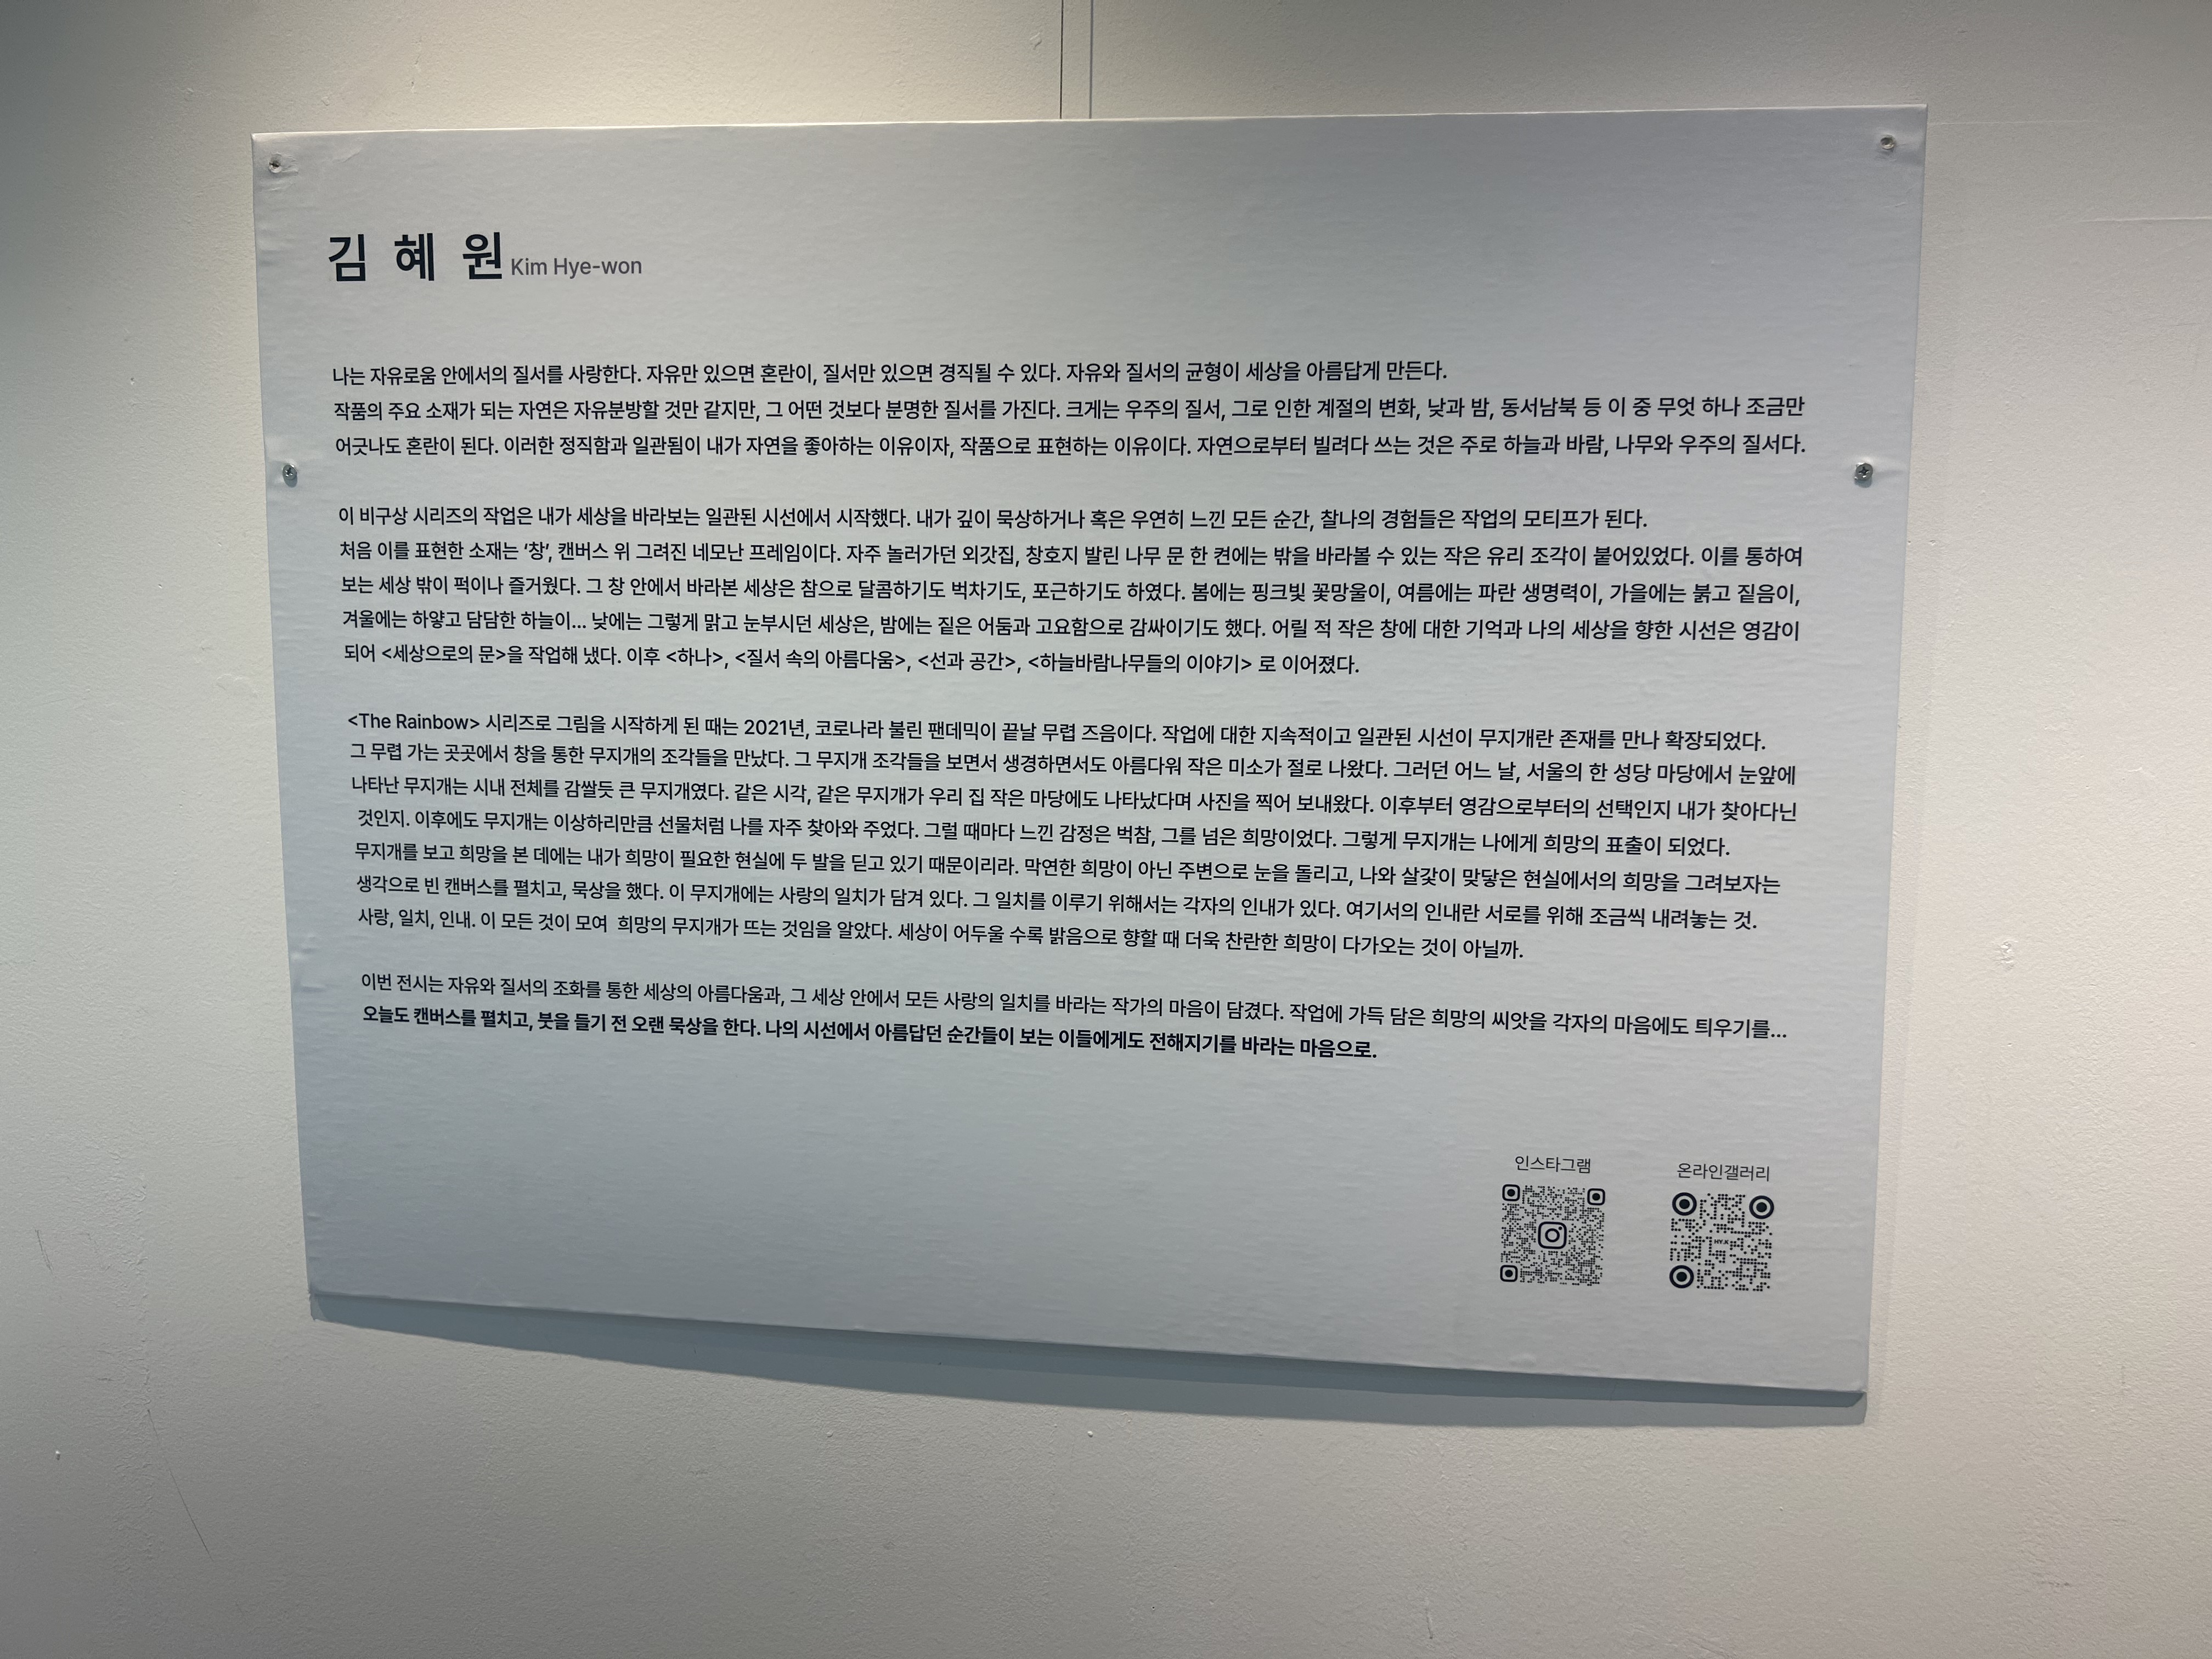 김 혜 원 Kim Hye-won
나는 자유로움 안에서의 질서를 사랑한다. 자유만 있으면 혼란이, 질서만 있으면 경직될 수 있다. 자유와 질서의 균형이 세상을 아름답게 만든다.
작품의 주요 소재가 되는 자연은 자유분방할 것만 같지만, 그 어떤 것보다 분명한 질서를 가진다. 크게는 우주의 질서, 그로 인한 계절의 변화, 낮과 밤, 동서남북 등 이 중 무엇 하나 조금만
어긋나도 혼란이 된다. 이러한 정직함과 일관됨이 내가 자연을 좋아하는 이유이자, 작품으로 표현하는 이유이다. 자연으로부터 빌려다 쓰는 것은 주로 하늘과 바람, 나무와 우주의 질서다.
이 비구상 시리즈의 작업은 내가 세상을 바라보는 일관된 시선에서 시작했다. 내가 깊이 묵상하거나 혹은 우연히 느낀 모든 순간, 찰나의 경험들은 작업의 모티프가 된다.
처음 이를 표현한 소재는 ‘창’, 캔버스 위 그려진 네모난 프레임이다. 자주 놀러가던 외갓집, 창호지 발린 나무 문 한 켠에는 밖을 바라볼 수 있는 작은 유리 조각이 붙어있었다. 이를 통하여
보는 세상 밖이 퍽이나 즐거웠다. 그 창 안에서 바라본 세상은 참으로 달콤하기도 벅차기도, 포근하기도 하였다. 봄에는 핑크빛 꽃망울이, 여름에는 파란 생명력이, 가을에는 붉고 짙음이,
겨울에는 하얗고 담담한 하늘이... 낮에는 그렇게 맑고 눈부시던 세상은, 밤에는 짙은 어둠과 고요함으로 감싸이기도 했다. 어릴 적 작은 창에 대한 기억과 나의 세상을 향한 시선은 영감이
되어 <세상으로의 문>을 작업해 냈다. 이후 <하나>, <질서 속의 아름다움>, <선과 공간>, <하늘바람나무들의 이야기> 로 이어졌다.
<The Rainbow> 시리즈로 그림을 시작하게 된 때는 2021년, 코로나라 불린 팬데믹이 끝날 무렵 즈음이다. 작업에 대한 지속적이고 일관된 시선이 무지개란 존재를 만나 확장되었다.
그 무렵 가는 곳곳에서 창을 통한 무지개의 조각들을 만났다. 그 무지개 조각들을 보면서 생경하면서도 아름다워 작은 미소가 절로 나왔다. 그러던 어느 날, 서울의 한 성당 마당에서 눈앞에
나타난 무지개는 시내 전체를 감쌀듯 큰 무지개였다. 같은 시각, 같은 무지개가 우리 집 작은 마당에도 나타났다며 사진을 찍어 보내왔다. 이후부터 영감으로부터의 선택인지 내가 찾아다닌
것인지. 이후에도 무지개는 이상하리만큼 선물처럼 나를 자주 찾아와 주었다. 그럴 때마다 느낀 감정은 벅참, 그를 넘은 희망이었다. 그렇게 무지개는 나에게 희망의 표출이 되었다.
무지개를 보고 희망을 본 데에는 내가 희망이 필요한 현실에 두 발을 딛고 있기 때문이리라. 막연한 희망이 아닌 주변으로 눈을 돌리고, 나와 살갗이 맞닿은 현실에서의 희망을 그려보자는
생각으로 빈 캔버스를 펼치고, 묵상을 했다. 이 무지개에는 사랑의 일치가 담겨 있다. 그 일치를 이루기 위해서는 각자의 인내가 있다. 여기서의 인내란 서로를 위해 조금씩 내려놓는 것.
사랑, 일치, 인내. 이 모든 것이 모여 희망의 무지개가 뜨는 것임을 알았다. 세상이 어두울 수록 밝음으로 향할 때 더욱 찬란한 희망이 다가오는 것이 아닐까.
이번 전시는 자유와 질서의 조화를 통한 세상의 아름다움과, 그 세상 안에서 모든 사랑의 일치를 바라는 작가의 마음이 담겼다. 작업에 가득 담은 희망의 씨앗을 각자의 마음에도 틔우기를...
오늘도 캔버스를 펼치고, 붓을 들기 전 오랜 묵상을 한다. 나의 시선에서 아름답던 순간들이 보는 이들에게도 전해지기를 바라는 마음으로.
인스타그램
온라인갤러리
HY.K